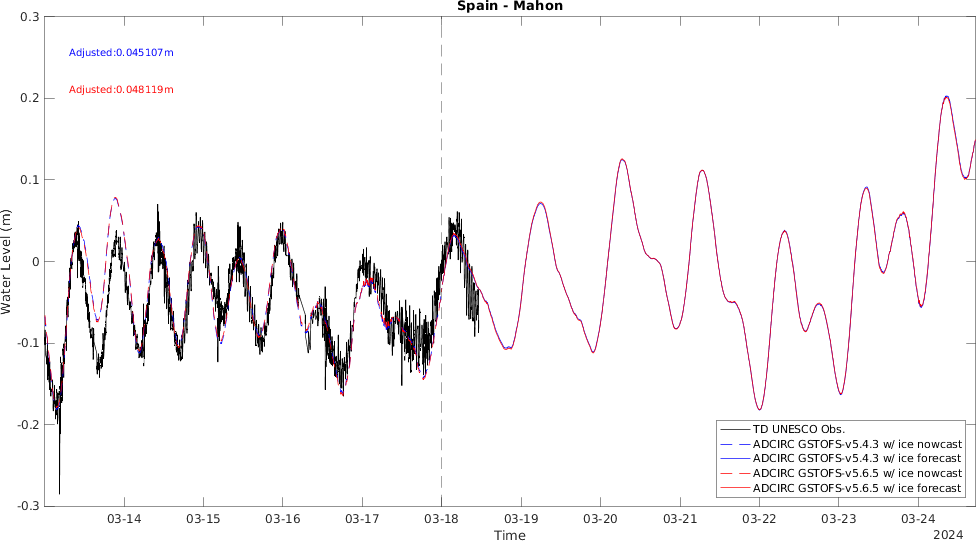 Spain - Mahon
0.3
Adjusted:0.045107m
Adjusted:0.048119m
0.2
0.1
0
-0.1
-0.2
-0.3
Water Level (m)
TD UNESCO Obs.
ADCIRC GSTOFS-v5.4.3 w/ ice nowcast
ADCIRC GSTOFS-v5.4.3 w/ ice forecast
ADCIRC GSTOFS-v5.6.5 w/ ice nowcast
ADCIRC GSTOFS-v5.6.5 w/ ice forecast
03-14 03-15 03-16 03-17 03-18 03-19 03-20 03-21 03-22 03-23 03-24
Time
2024